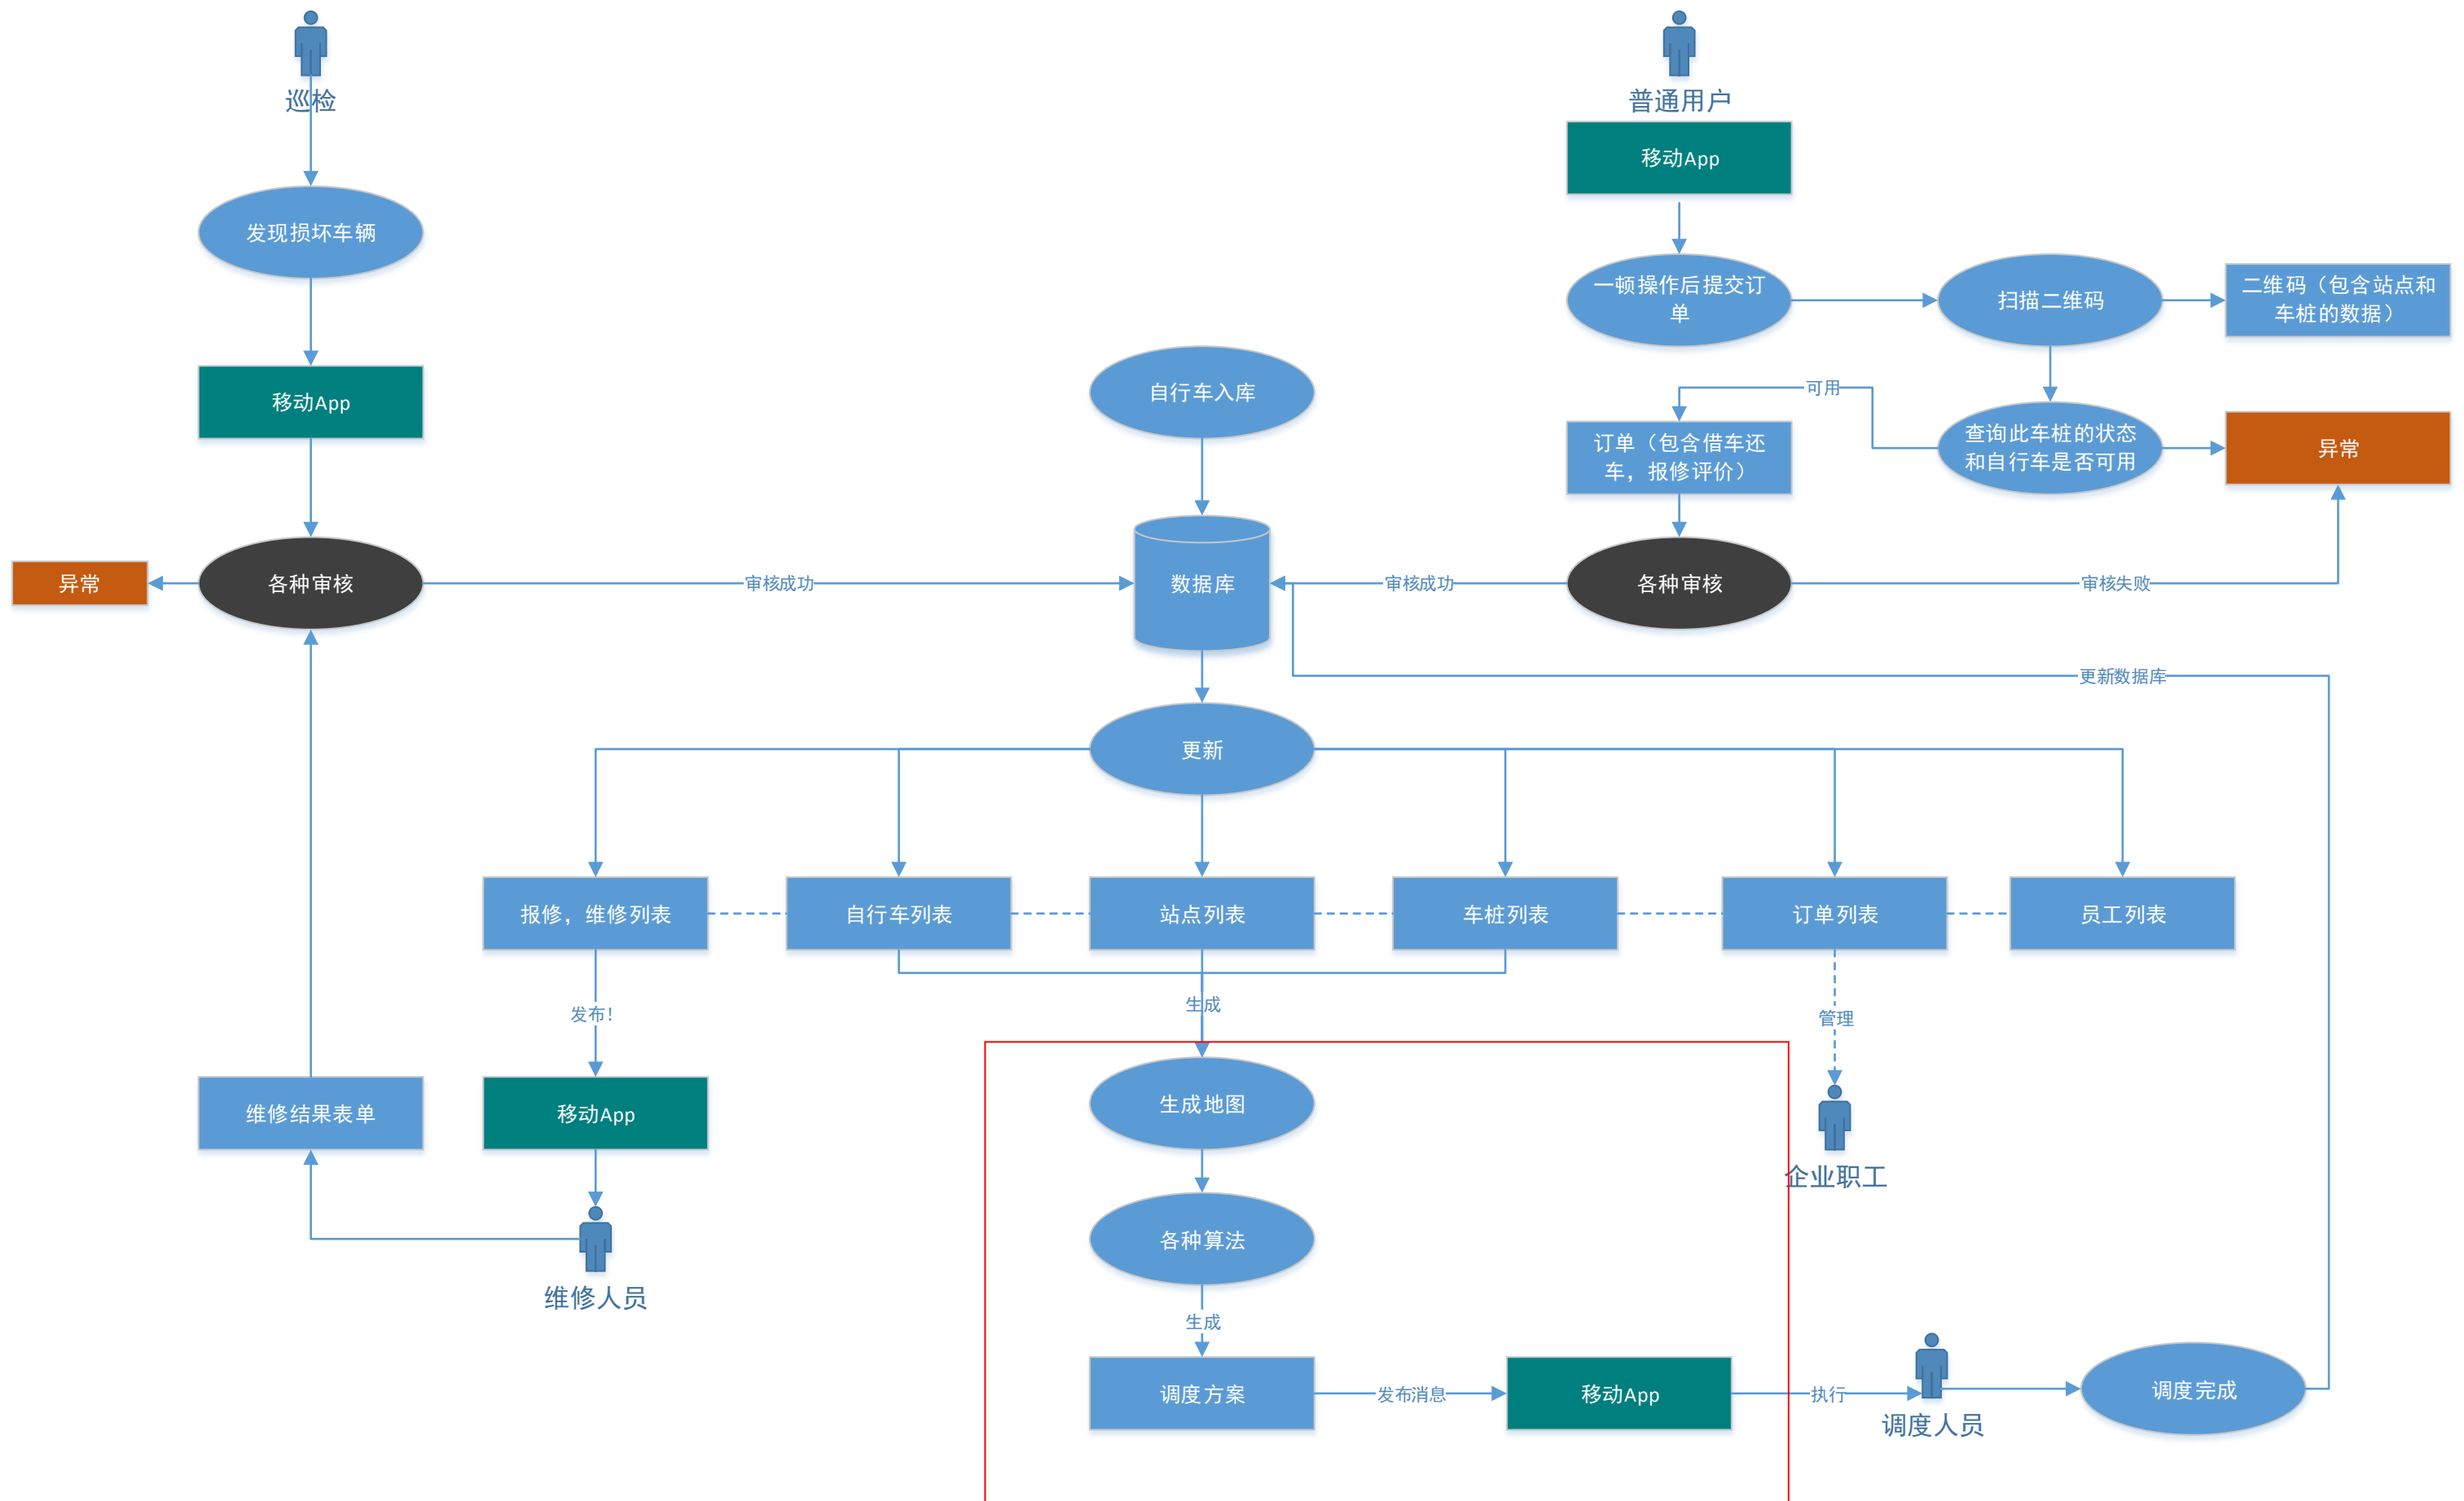 巡检
普通用户
移动App
发现损坏车辆
一顿操作后提交订
单
扫描二维码
二维码（包含站点和
车桩的数据）
自行车入库
可用
移动App
订单（包含借车还
车，报修评价）
查询此车桩的状态
和自行车是否可用
异常
异常
各种审核
审核成功
数据库
审核成功
各种审核
审核失败
更新数据库
更新
报修，维修列表
自行车列表
站点列表
车桩列表
订单列表
员工列表
生成
发布！
管理
维修结果表单
移动App
生成地图
企业职工
各种算法
维修人员
生成
调度方案
发布消息
移动App
执行
调度人员
调度完成